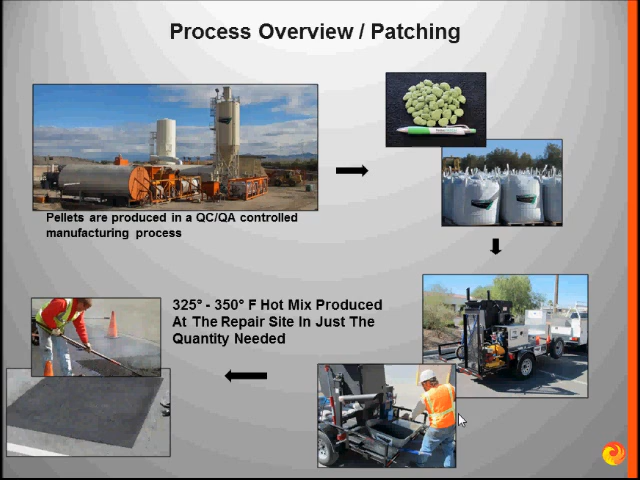 Process Overview / Patching
Pellets are produced in a QC/QA controlled
manufacturing process
325° - 350° F Hot Mix Produced
At The Repair Site In Just The
Quantity Needed